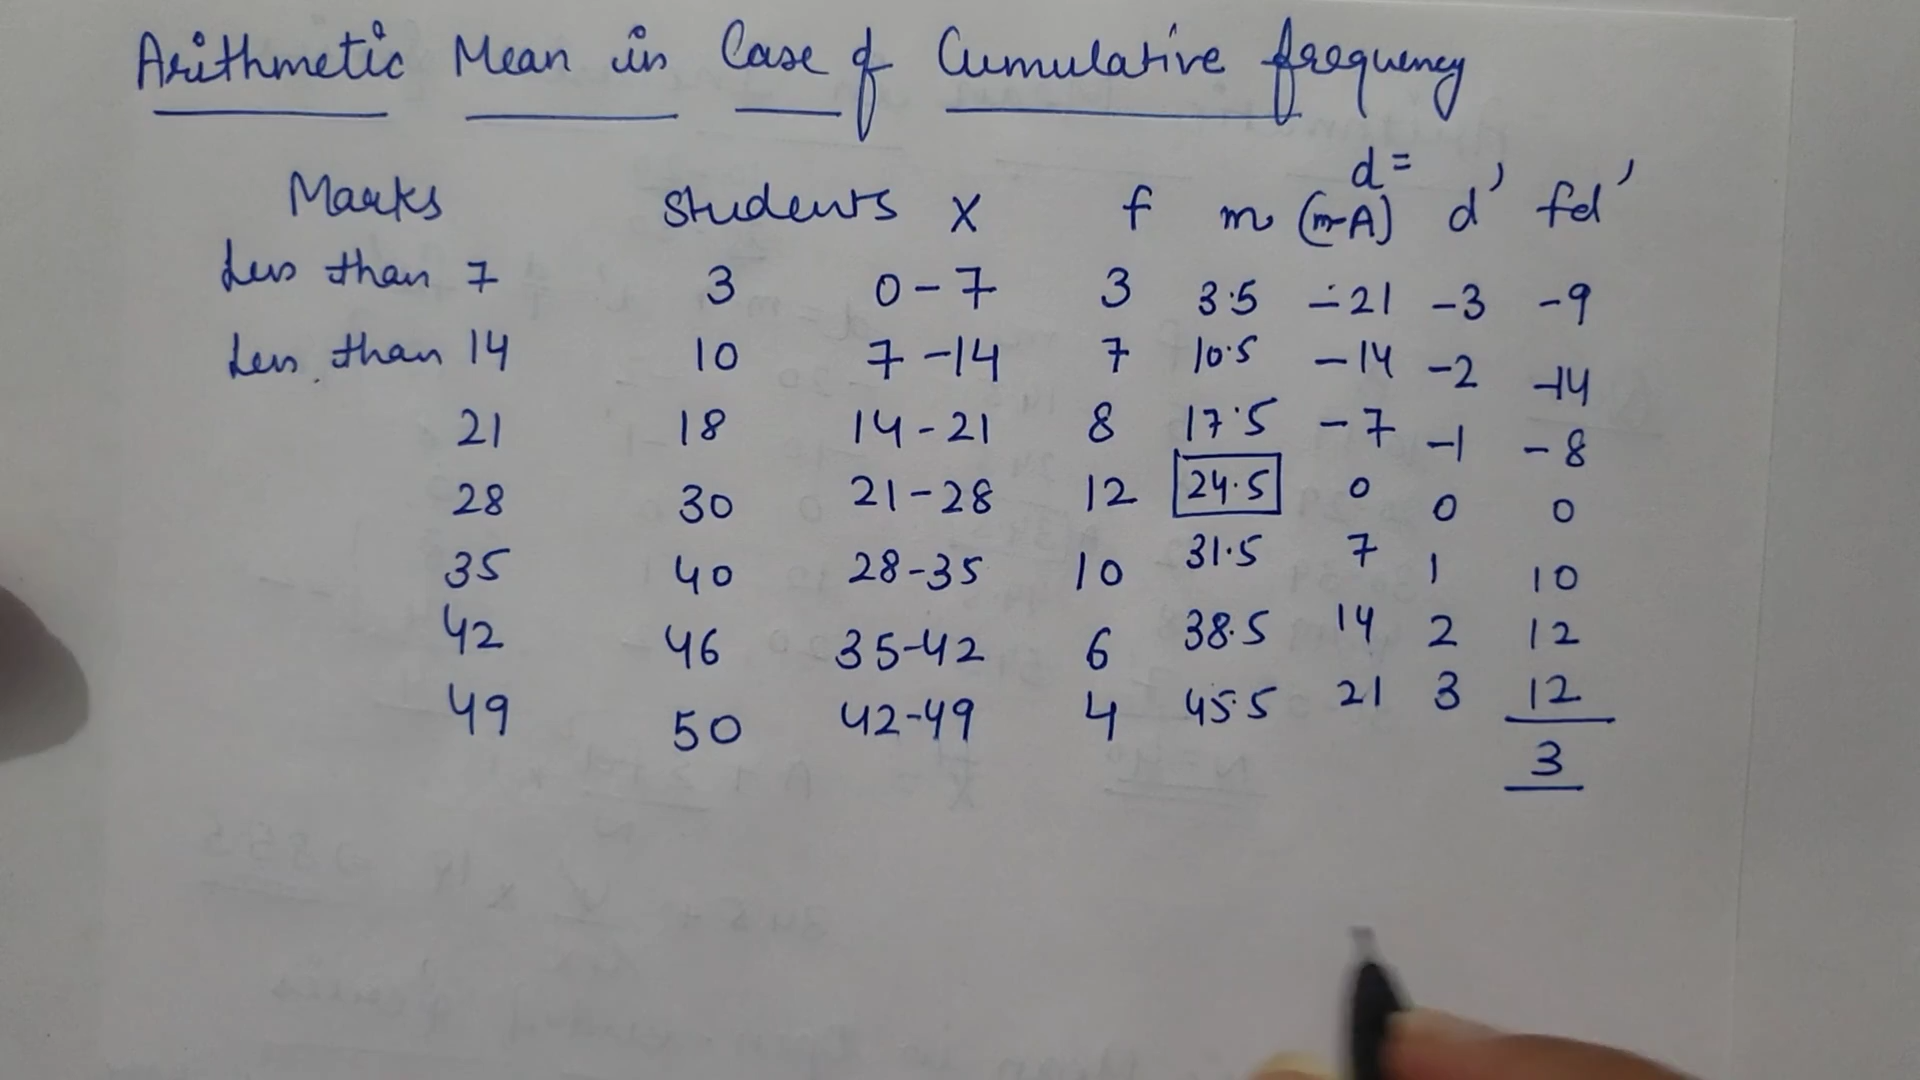 Arithmetic Mean in Case of Cumulative frequency
d =
Marks students X f m (m-A) d' fd'
Less than 7 3 0-7 3 3.5 -21 -3 -9
Less than 14 10 7-14 7 10.5 -14 -2 -14
21 18 14-21 8 17.5 -7 -1 -8
28 30 21-28 12 24.5 0 0 0
35 40 28-35 10 31.5 7 1 10
42 46 35-42 6 38.5 14 2 12
49 50 42-49 4 45.5 21 3 12
3